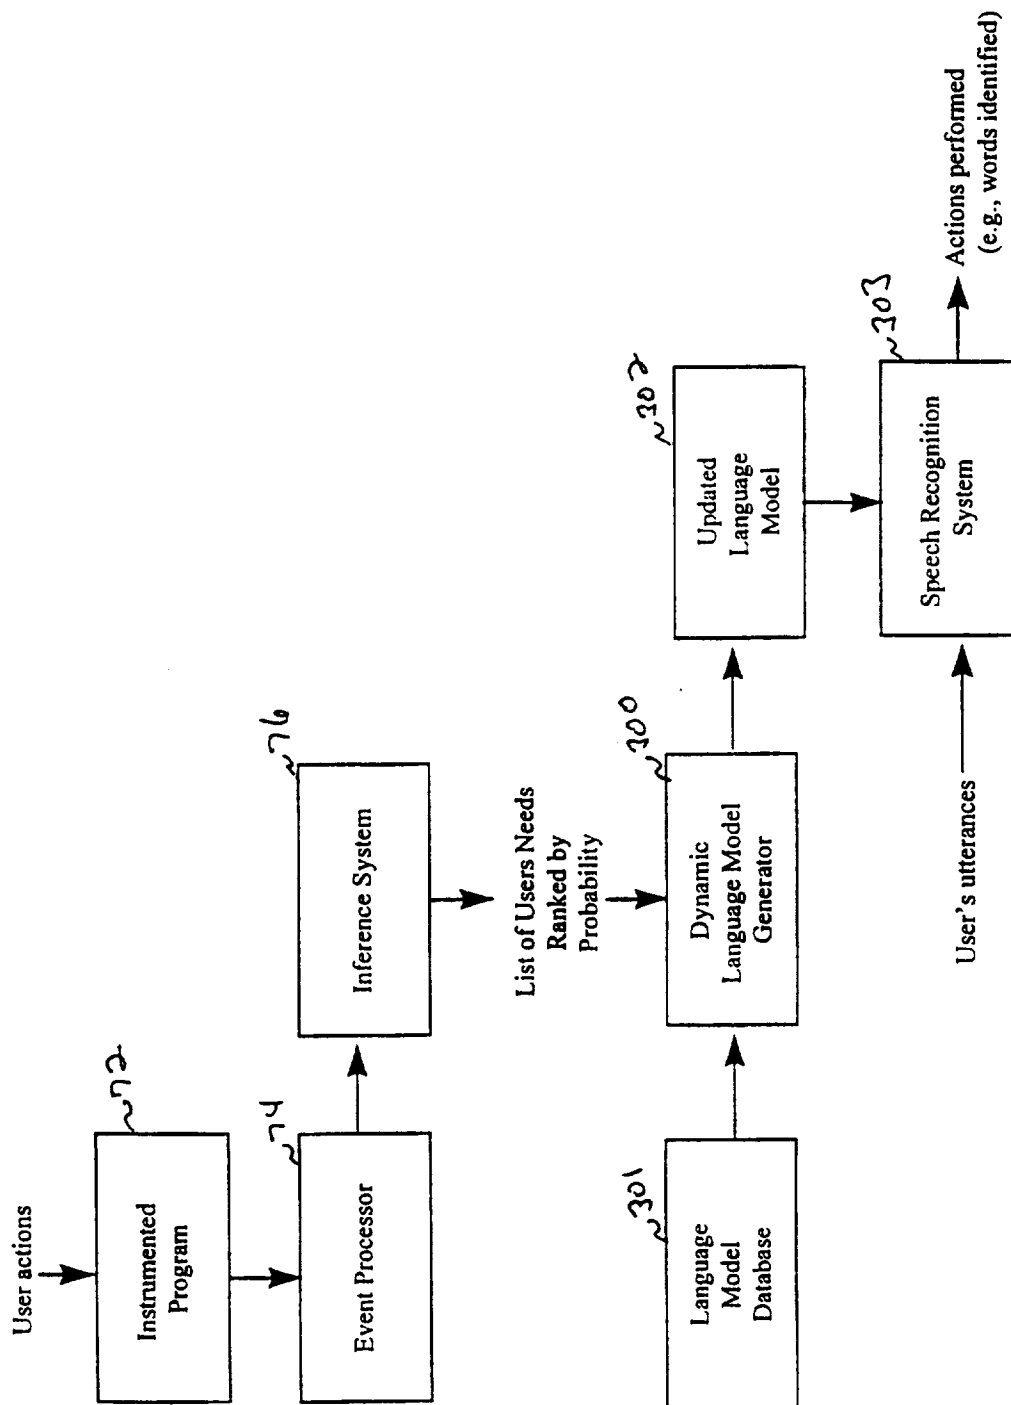 User actions
72
Instrumented
Program
74
Event Processor
76
Inference System
List of Users Needs
Ranked by
Probability
301
Language
Model
Database
300
Dynamic
Language Model
Generator
302
Updated
Language
Model
303
Speech Recognition
System
User's utterances
Actions performed
(e.g., words identified)